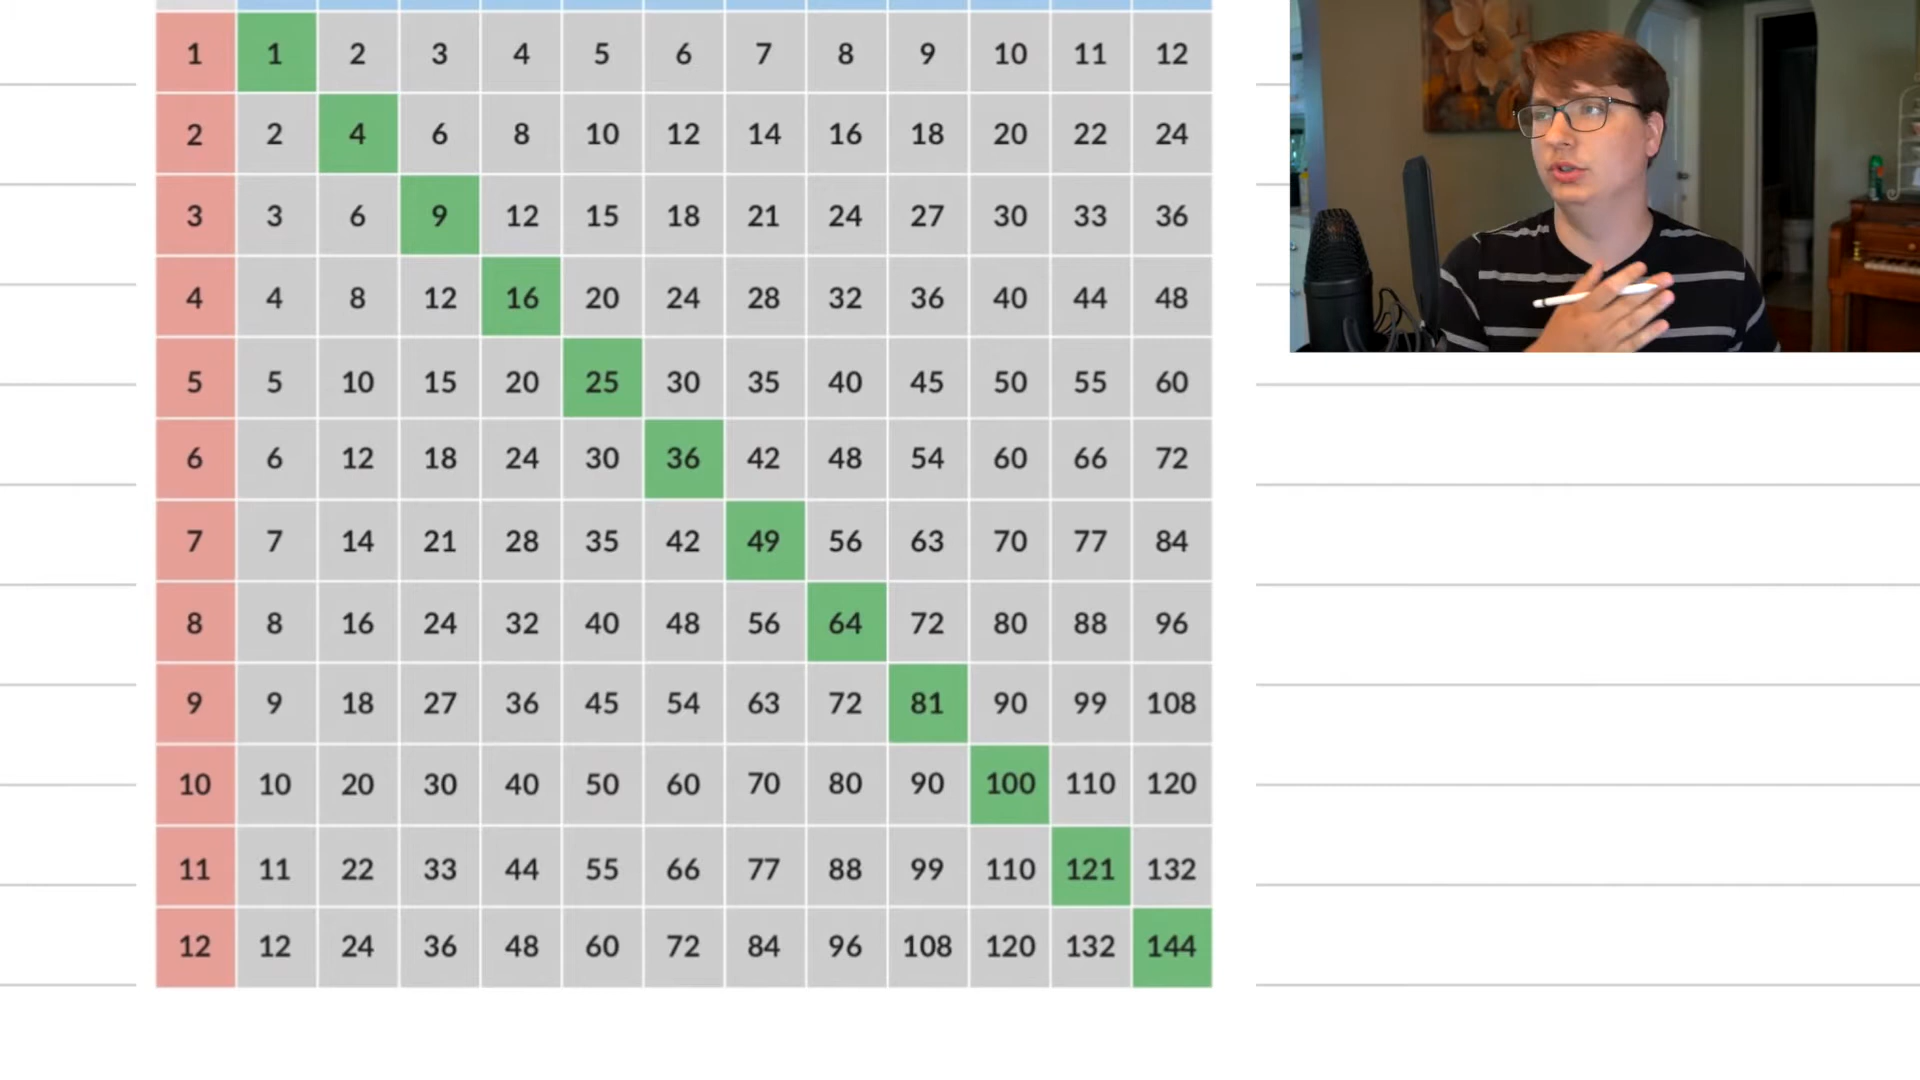 1 1 2 3 4 5 6 7 8 9 10 11 12
2 2 4 6 8 10 12 14 16 18 20 22 24
3 3 6 9 12 15 18 21 24 27 30 33 36
4 4 8 12 16 20 24 28 32 36 40 44 48
5 5 10 15 20 25 30 35 40 45 50 55 60
6 6 12 18 24 30 36 42 48 54 60 66 72
7 7 14 21 28 35 42 49 56 63 70 77 84
8 8 16 24 32 40 48 56 64 72 80 88 96
9 9 18 27 36 45 54 63 72 81 90 99 108
10 10 20 30 40 50 60 70 80 90 100 110 120
11 11 22 33 44 55 66 77 88 99 110 121 132
12 12 24 36 48 60 72 84 96 108 120 132 144